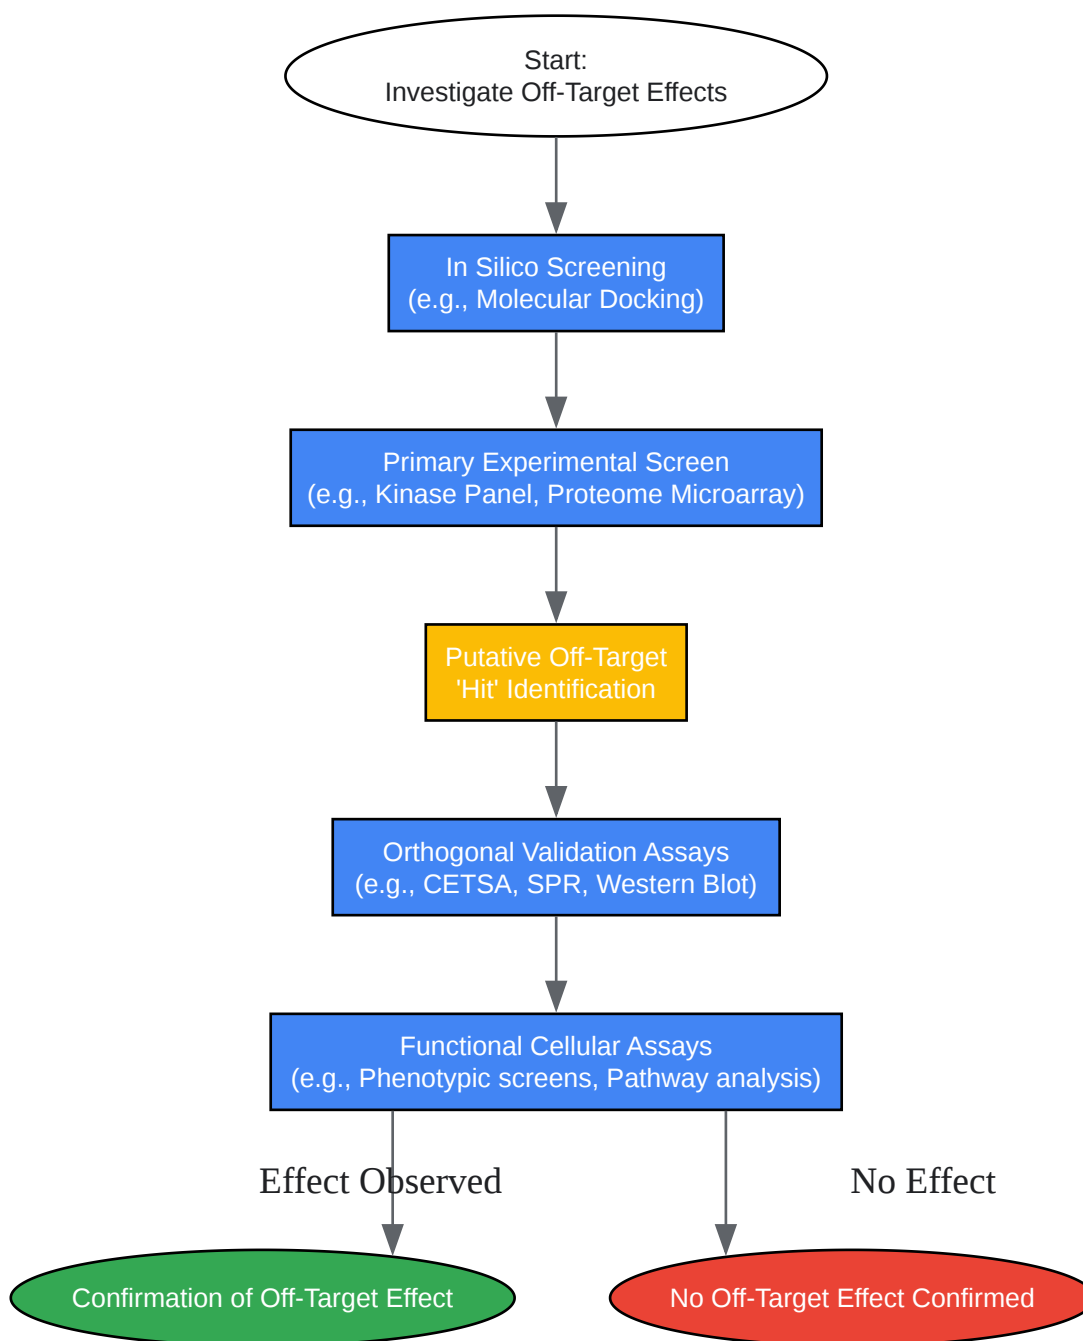 Start:
Investigate Off-Target Effects
In Silico Screening
(e.g., Molecular Docking)
Primary Experimental Screen
(e.g., Kinase Panel, Proteome Microarray)
Putative Off-Target
'Hit' Identification
Orthogonal Validation Assays
(e.g., CETSA, SPR, Western Blot)
Functional Cellular Assays
(e.g., Phenotypic screens, Pathway analysis)
Effect Observed
No Effect
Confirmation of Off-Target Effect
No Off-Target Effect Confirmed